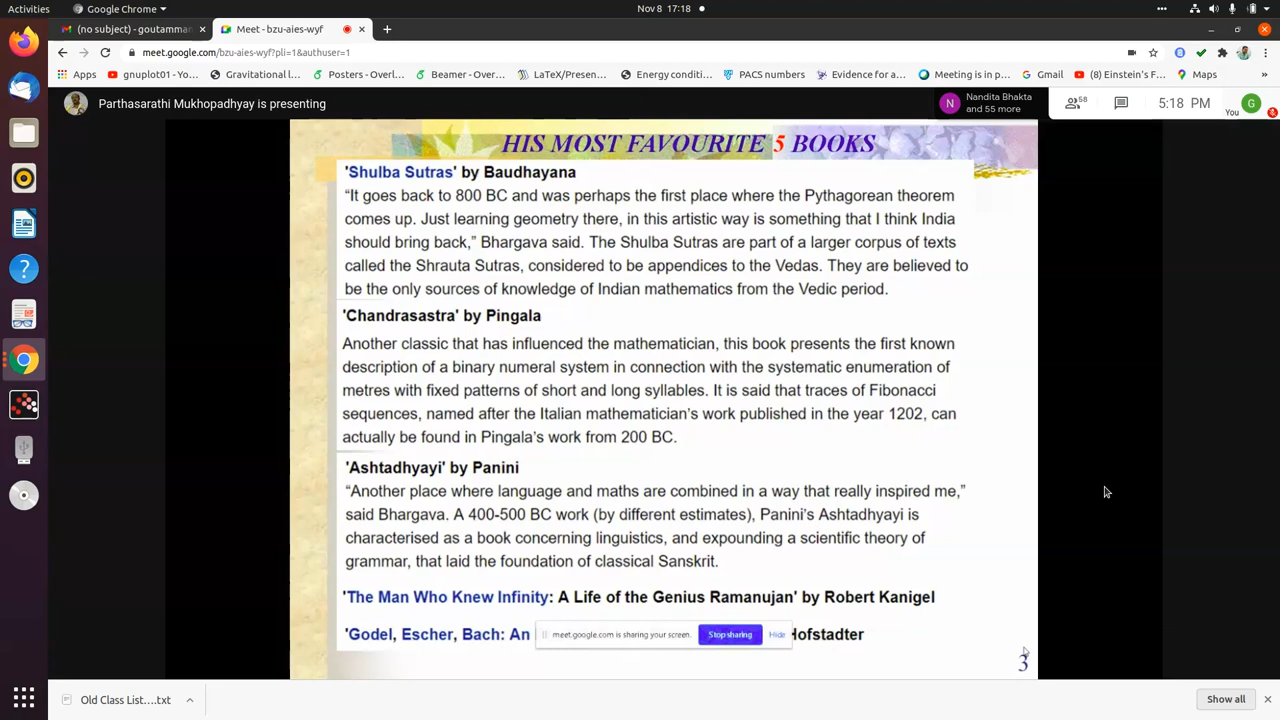 Activities
Google Chrome
Nov 8 17:18
(no subject) - goutamman
Meet - bzu-aies-wyf
meet.google.com/bzu-aies-wyf?pli=1&authuser=1
Apps
gnuplot01 - Yo...
Gravitational l...
Posters - Overl...
Beamer - Over...
LaTeX/Presen...
Energy conditi...
PACS numbers
Evidence for a...
Meeting is in p...
Gmail
(8) Einstein's F...
Maps
»
Parthasarathi Mukhopadhyay is presenting
N
Nandita Bhakta
and 55 more
58
5:18 PM
You
G
HIS MOST FAVOURITE 5 BOOKS
'Shulba Sutras' by Baudhayana
“It goes back to 800 BC and was perhaps the first place where the Pythagorean theorem
comes up. Just learning geometry there, in this artistic way is something that I think India
should bring back,” Bhargava said. The Shulba Sutras are part of a larger corpus of texts
called the Shrauta Sutras, considered to be appendices to the Vedas. They are believed to
be the only sources of knowledge of Indian mathematics from the Vedic period.
'Chandrasastra' by Pingala
Another classic that has influenced the mathematician, this book presents the first known
description of a binary numeral system in connection with the systematic enumeration of
metres with fixed patterns of short and long syllables. It is said that traces of Fibonacci
sequences, named after the Italian mathematician's work published in the year 1202, can
actually be found in Pingala's work from 200 BC.
'Ashtadhyayi' by Panini
“Another place where language and maths are combined in a way that really inspired me,”
said Bhargava. A 400-500 BC work (by different estimates), Panini's Ashtadhyayi is
characterised as a book concerning linguistics, and expounding a scientific theory of
grammar, that laid the foundation of classical Sanskrit.
'The Man Who Knew Infinity: A Life of the Genius Ramanujan' by Robert Kanigel
'Godel, Escher, Bach: An
meet.google.com is sharing your screen.
Stop sharing
Hide
Hofstadter
3
Old Class List....txt
Show all